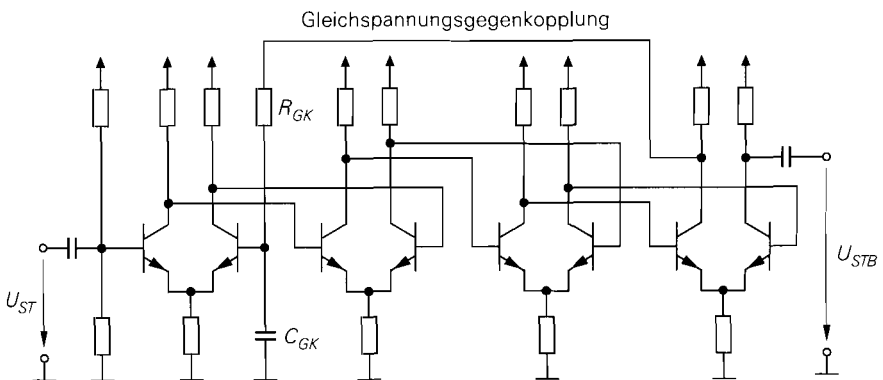 Gleichspannungsgegenkopplung
R_GK
U_ST
C_GK
U_STB